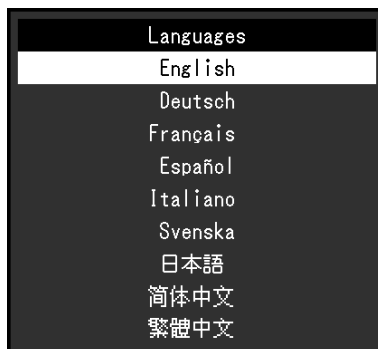 Languages
English
Deutsch
Français
Español
Italiano
Svenska
日本語
简体中文
繁體中文